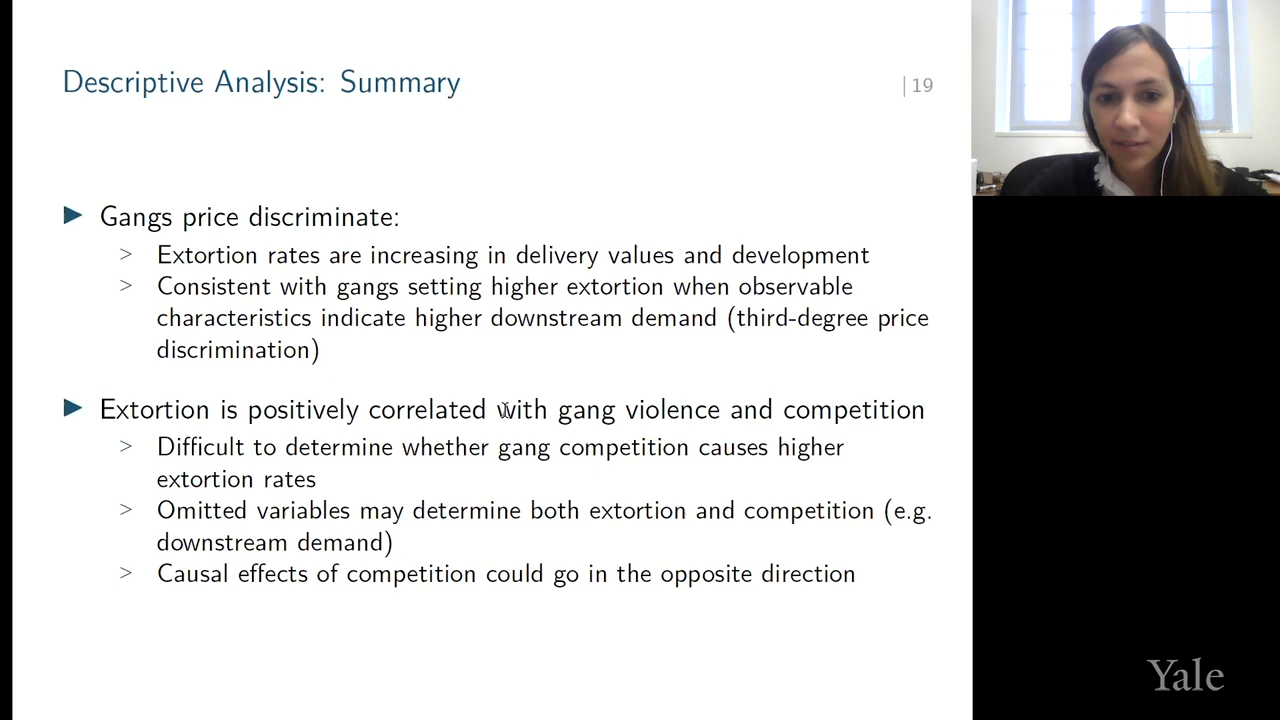 Descriptive Analysis: Summary
| 19
▶ Gangs price discriminate:
> Extortion rates are increasing in delivery values and development
> Consistent with gangs setting higher extortion when observable
characteristics indicate higher downstream demand (third-degree price
discrimination)
▶ Extortion is positively correlated with gang violence and competition
> Difficult to determine whether gang competition causes higher
extortion rates
> Omitted variables may determine both extortion and competition (e.g.
downstream demand)
> Causal effects of competition could go in the opposite direction
Yale